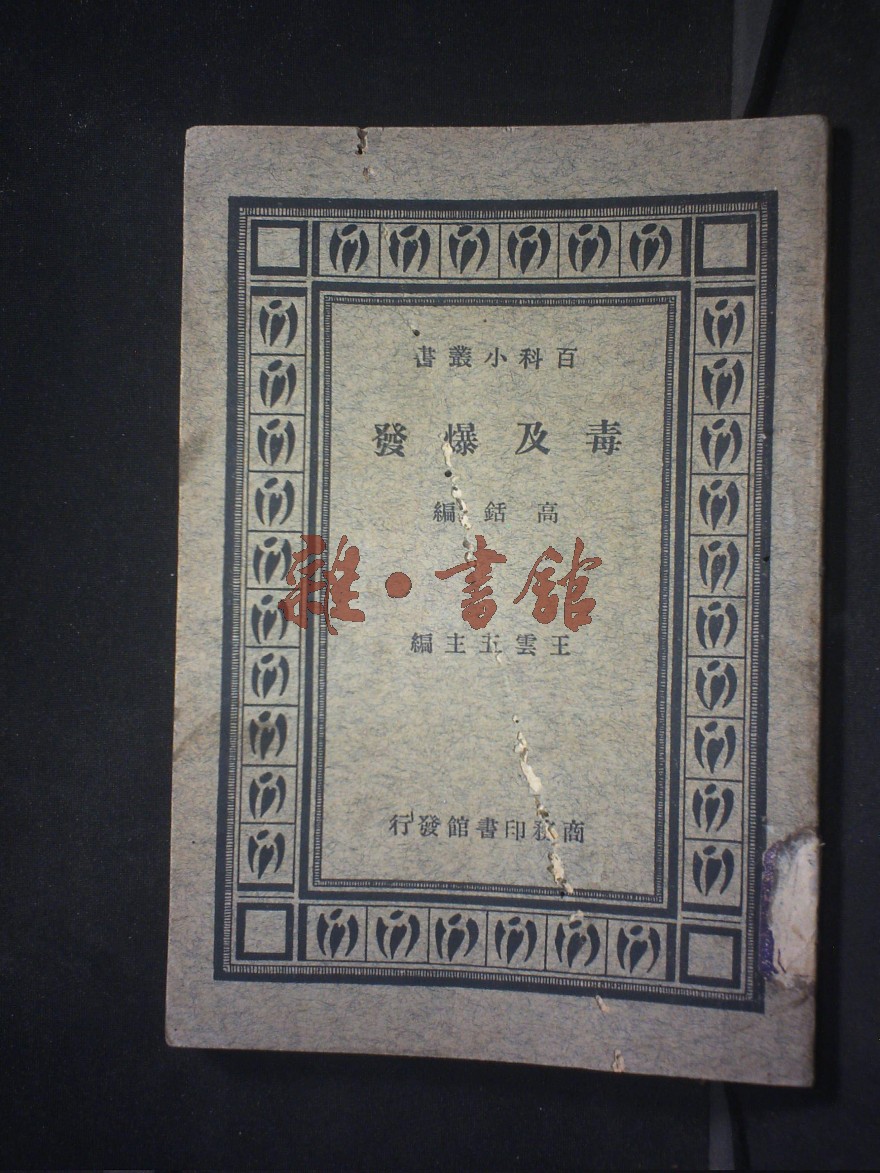 百科小叢書
毒及爆發
高銛編
雜·書館
王雲五主編
商務印書館發行